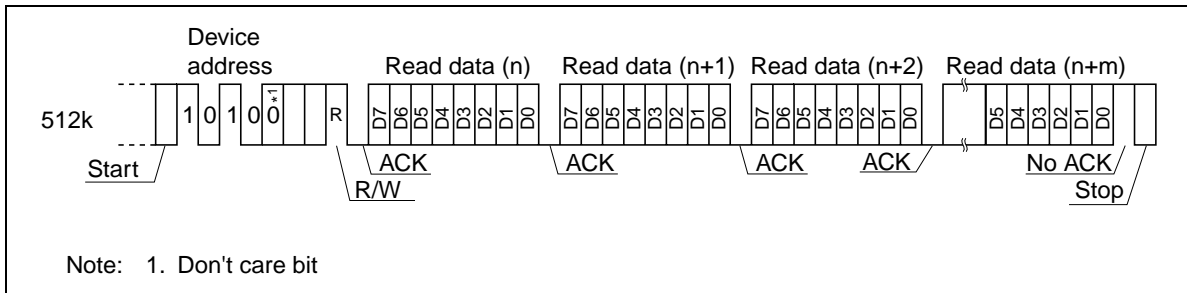 Device
address
Read data (n) Read data (n+1) Read data (n+2) Read data (n+m)
512k
1 0 1 0 0*1 R D7 D6 D5 D4 D3 D2 D1 D0 D7 D6 D5 D4 D3 D2 D1 D0 D7 D6 D5 D4 D3 D2 D1 D0 D5 D4 D3 D2 D1 D0
Start ACK ACK ACK ACK No ACK
R/W Stop
Note: 1. Don't care bit